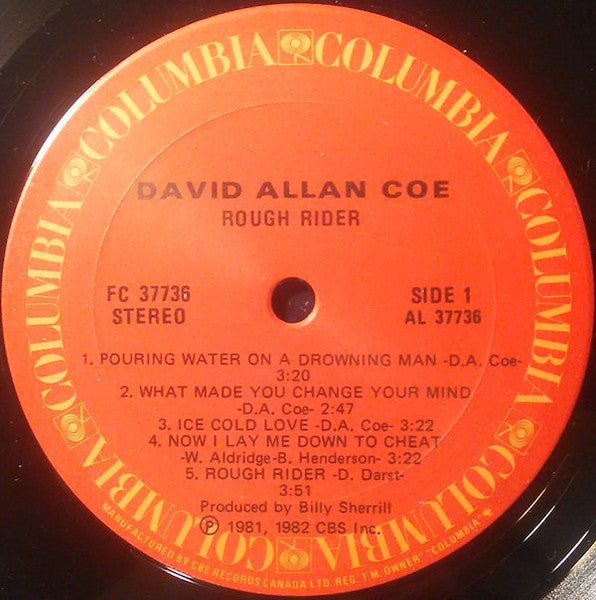 COLUMBIA COLUMBIA COLUMBIA COLUMBIA COLUMBIA COLUMBIA
DAVID ALLAN COE
ROUGH RIDER
FC 37736
STEREO
SIDE 1
AL 37736
1. POURING WATER ON A DROWNING MAN -D.A. Coe-
3:20
2. WHAT MADE YOU CHANGE YOUR MIND
-D.A. Coe- 2:47
3. ICE COLD LOVE -D.A. Coe- 3:22
4. NOW I LAY ME DOWN TO CHEAT
-W. Aldridge-B. Henderson- 3:22
5. ROUGH RIDER -D. Darst-
3:51
Produced by Billy Sherrill
Ⓟ 1981, 1982 CBS Inc.
MANUFACTURED BY CBS RECORDS CANADA LTD. REG. T.M. OWNER "COLUMBIA"